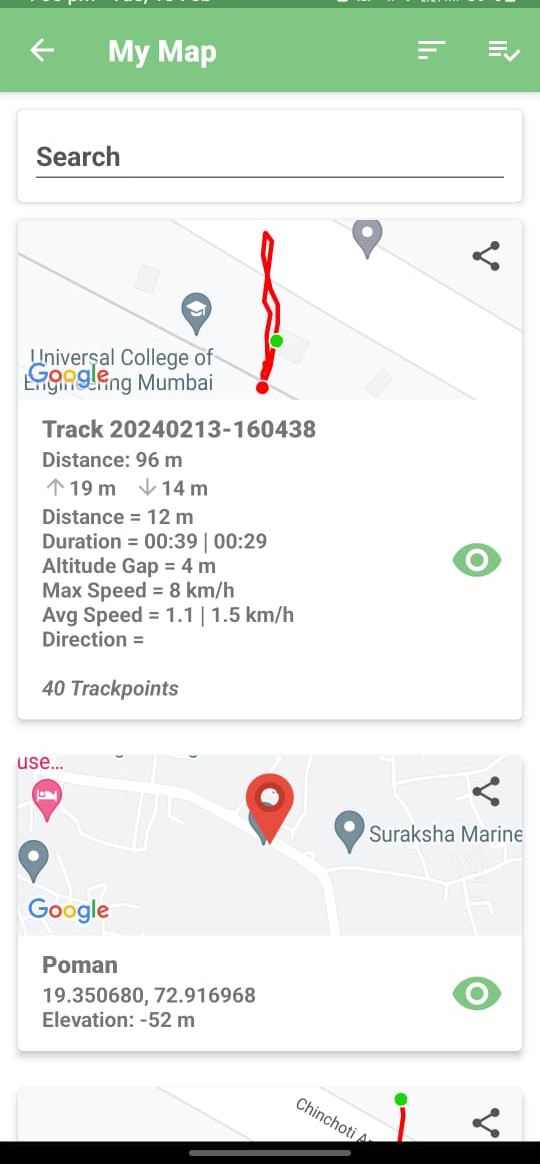 My Map
Search
Universal College of
Engineering Mumbai
Google
Track 20240213-160438
Distance: 96 m
19 m 14 m
Distance = 12 m
Duration = 00:39 | 00:29
Altitude Gap = 4 m
Max Speed = 8 km/h
Avg Speed = 1.1 | 1.5 km/h
Direction =
40 Trackpoints
use...
Suraksha Marine
Google
Poman
19.350680, 72.916968
Elevation: -52 m
Chinchoti